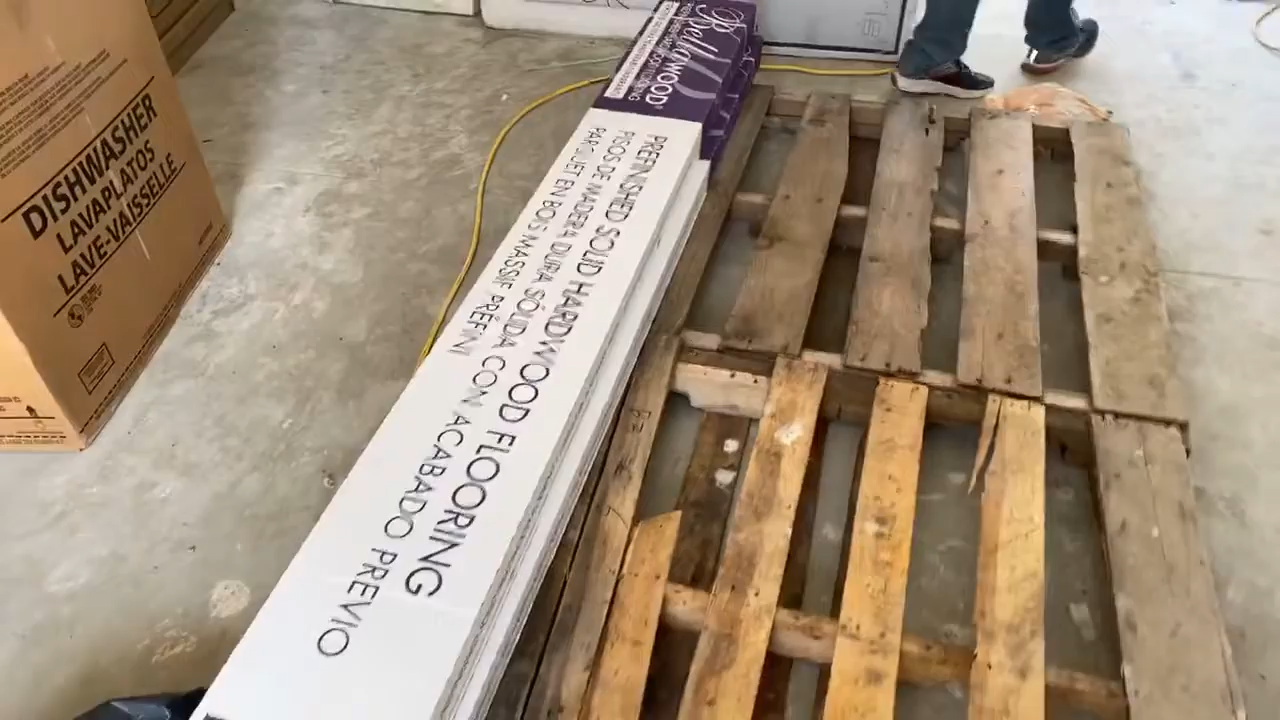 DISHWASHER
LAVAPLATOS
LAVE-VAISSELLE
Bellawood
PREFINISHED SOLID HARDWOOD FLOORING
PISOS DE MADERA DURA SÓLIDA CON ACABADO PREVIO
PARQUET EN BOIS MASSIF PRÉFINI